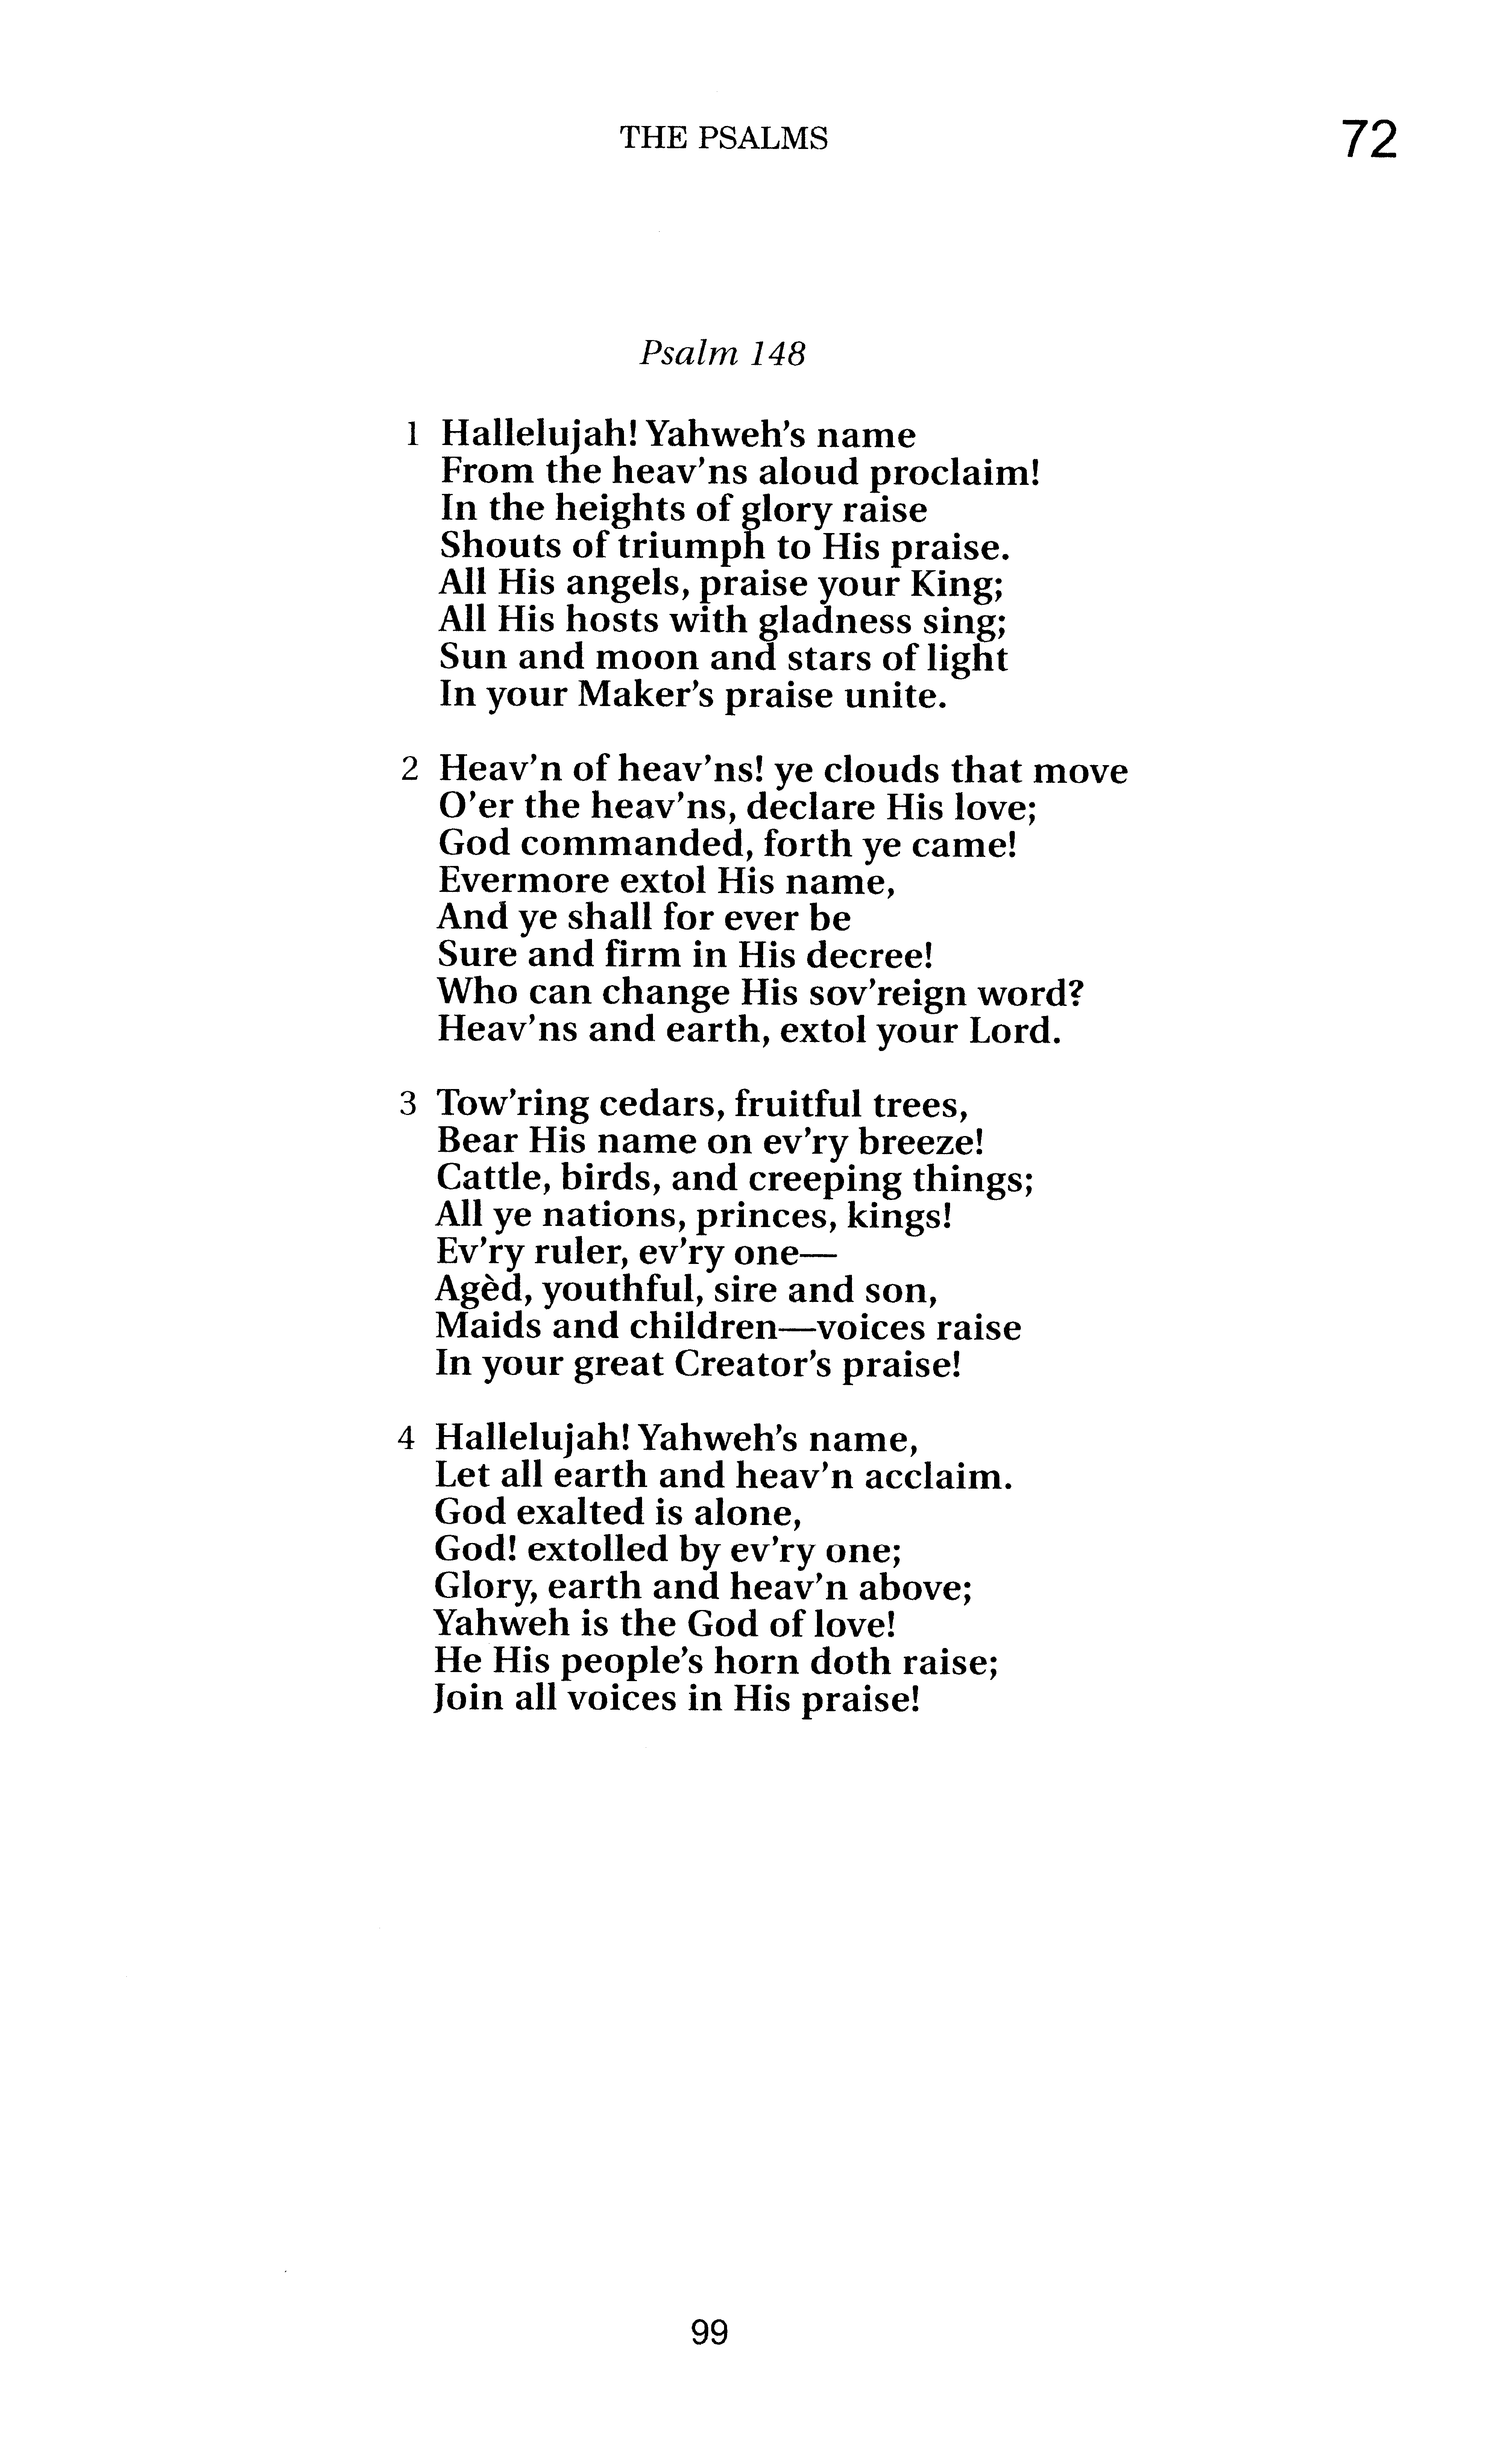 THE PSALMS 72
Psalm 148
1 Hallelujah! Yahweh's name
From the heav'ns aloud proclaim!
In the heights of glory raise
Shouts of triumph to His praise.
All His angels, praise your King;
All His hosts with gladness sing;
Sun and moon and stars of light
In your Maker's praise unite.
2 Heav'n of heav'ns! ye clouds that move
O'er the heav'ns, declare His love;
God commanded, forth ye came!
Evermore extol His name,
And ye shall for ever be
Sure and firm in His decree!
Who can change His sov'reign word?
Heav'ns and earth, extol your Lord.
3 Tow'ring cedars, fruitful trees,
Bear His name on ev'ry breeze!
Cattle, birds, and creeping things;
All ye nations, princes, kings!
Ev'ry ruler, ev'ry one—
Agèd, youthful, sire and son,
Maids and children—voices raise
In your great Creator's praise!
4 Hallelujah! Yahweh's name,
Let all earth and heav'n acclaim.
God exalted is alone,
God! extolled by ev'ry one;
Glory, earth and heav'n above;
Yahweh is the God of love!
He His people's horn doth raise;
Join all voices in His praise!
99